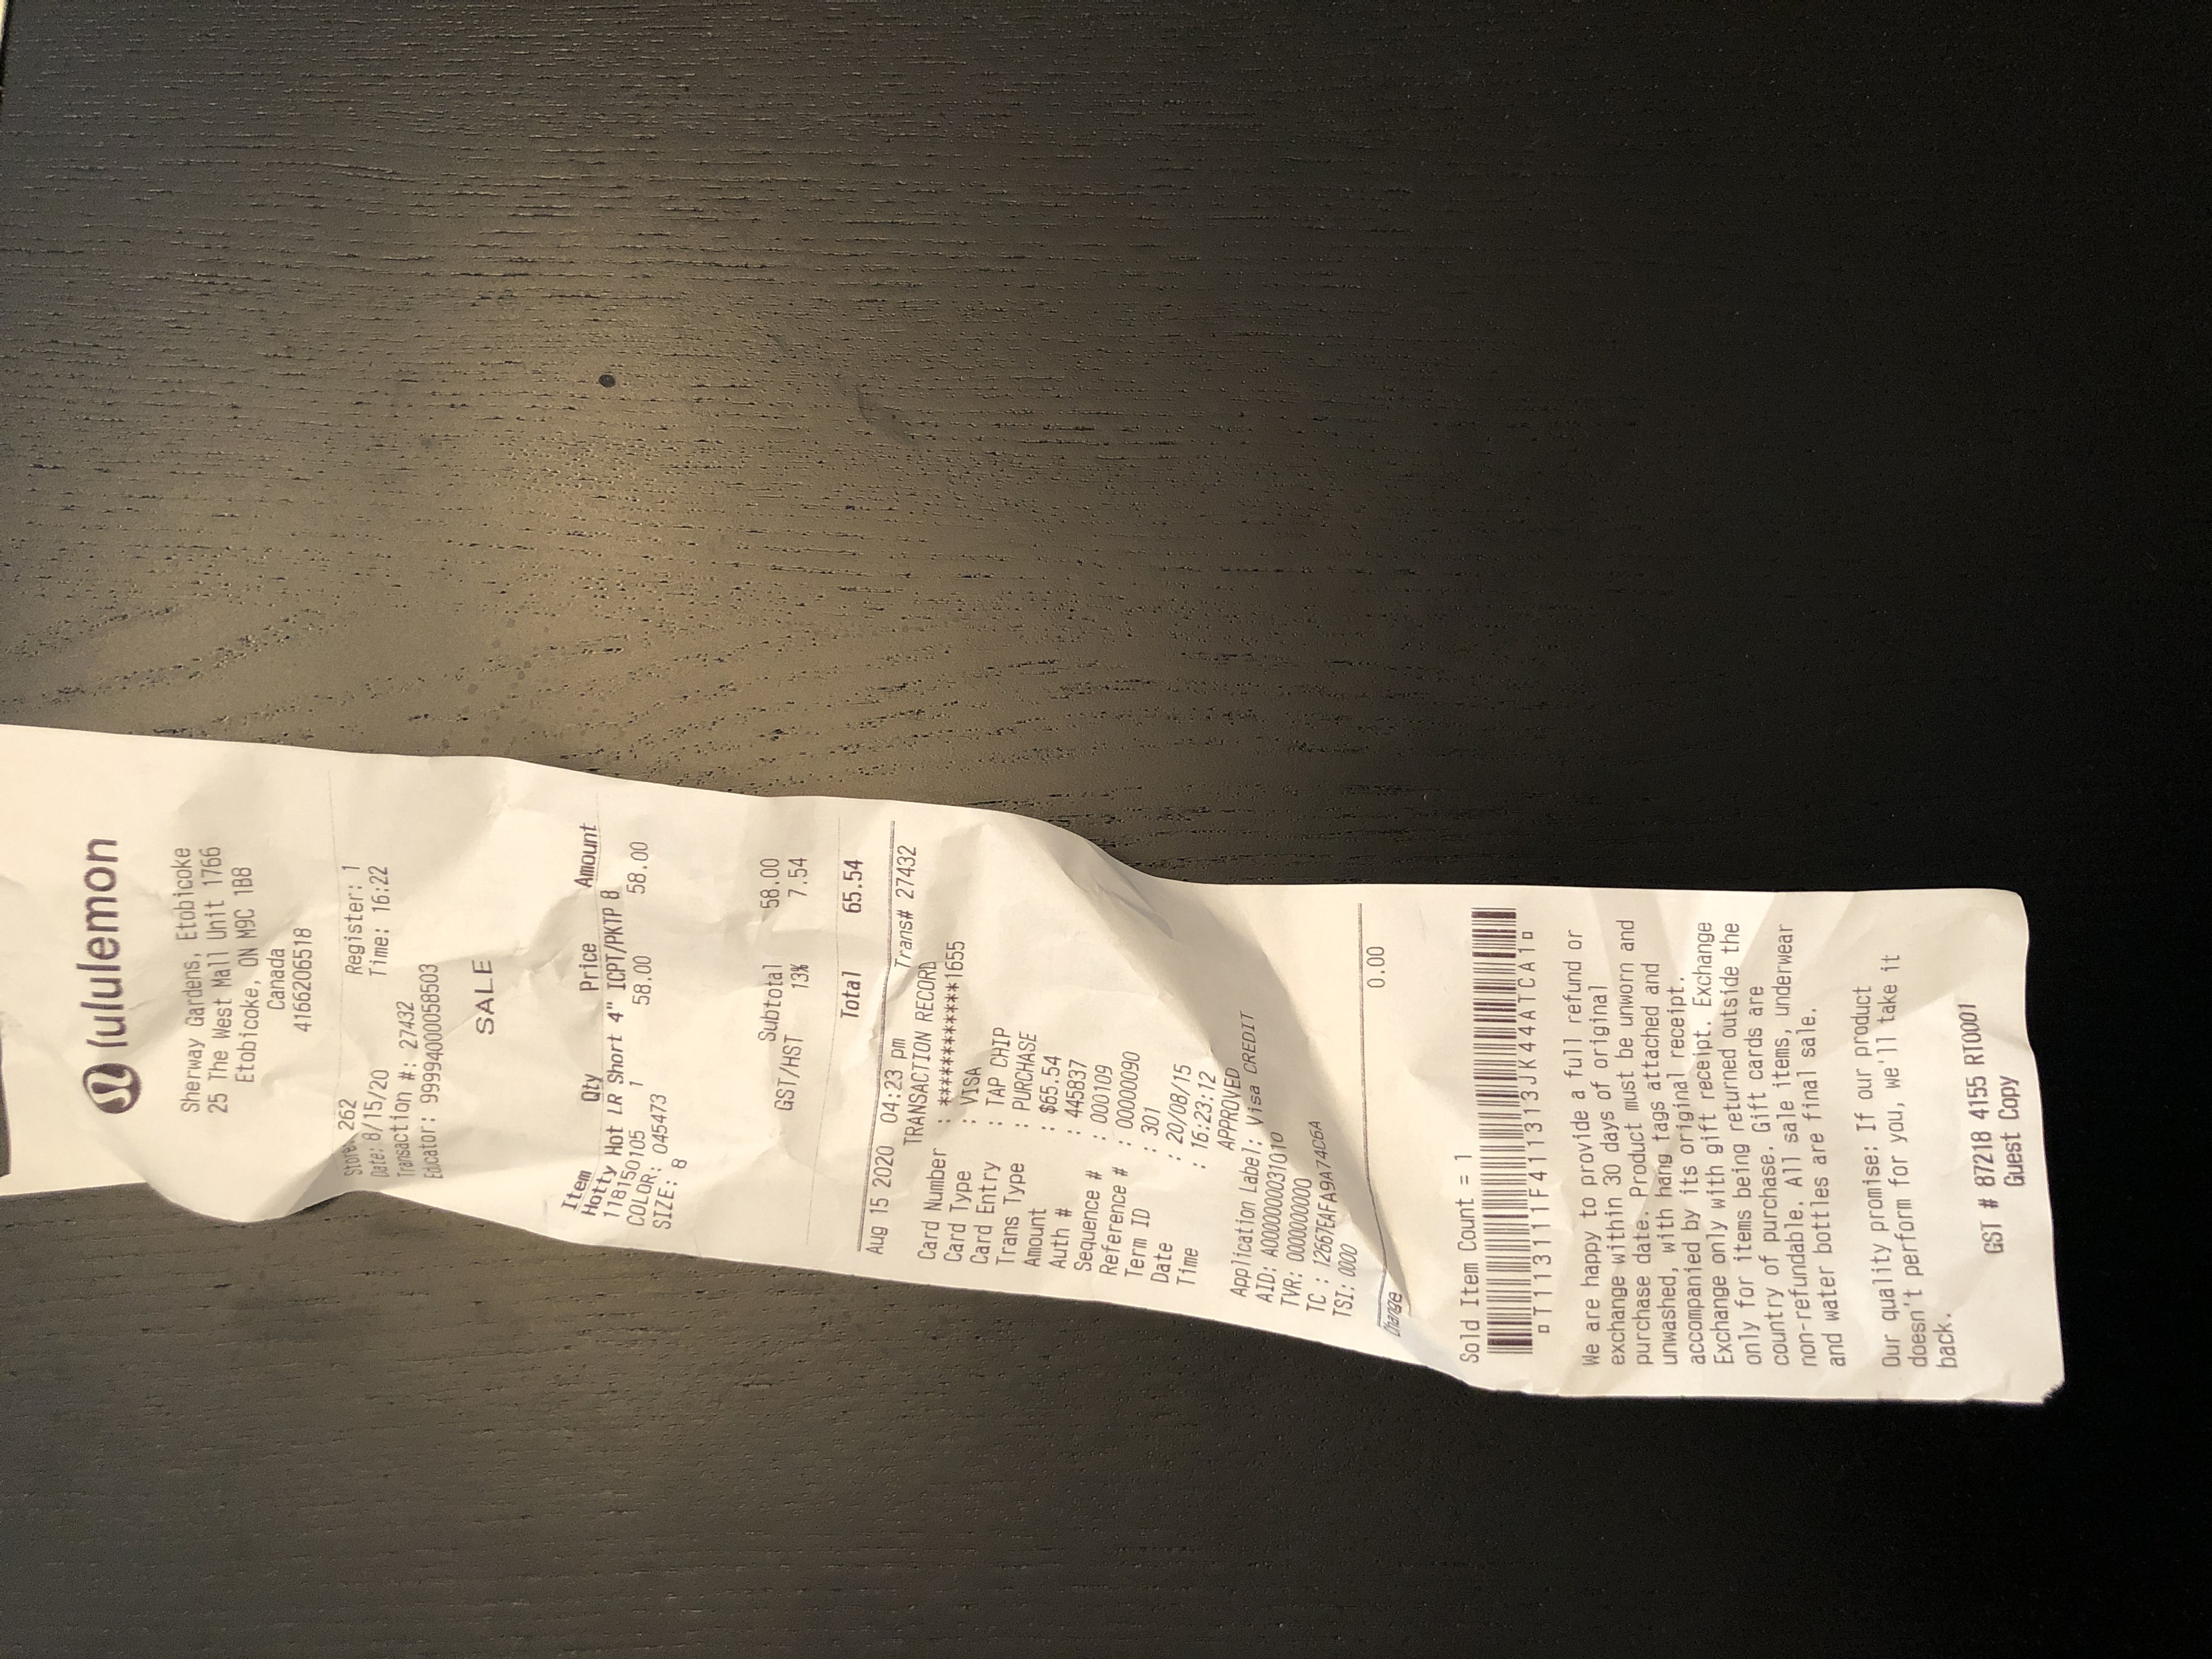 lululemon
Sherway Gardens, Etobicoke
25 The West Mall Unit 1766
Etobicoke, ON M9C 1B8
Canada
4166206518
Store: 262 Register: 1
Date: 8/15/20 Time: 16:22
Transaction #: 27432
Educator: 99994000058503
SALE
Item Qty Price Amount
Hotty Hot LR Short 4" ICPT/PKTP 8
118150105 1 58.00 58.00
COLOR: 045473
SIZE: 8
Subtotal 58.00
GST/HST 13% 7.54
Total 65.54
Aug 15 2020 04:23 pm Trans# 27432
TRANSACTION RECORD
Card Number : ************1655
Card Type : VISA
Card Entry : TAP CHIP
Trans Type : PURCHASE
Amount : $65.54
Auth # : 445837
Sequence # : 000109
Reference # : 00000090
Term ID : 301
Date : 20/08/15
Time : 16:23:12
APPROVED
Application Label: Visa CREDIT
AID: A0000000031010
TVR: 0000000000
TC : 12667EAFA9A74C6A
TSI: 0000
Change 0.00
Sold Item Count = 1
¤T113111F411313JK44ATCA1¤
We are happy to provide a full refund or
exchange within 30 days of original
purchase date. Product must be unworn and
unwashed, with hang tags attached and
accompanied by its original receipt.
Exchange only with gift receipt. Exchange
only for items being returned outside the
country of purchase. Gift cards are
non-refundable. All sale items, underwear
and water bottles are final sale.
Our quality promise: If our product
doesn't perform for you, we'll take it
back.
GST # 87218 4155 RT0001
Guest Copy